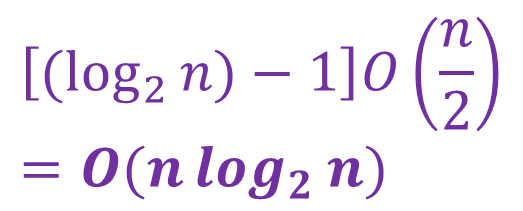 [(log₂ n) − 1]O(n/2)
= O(n log₂ n)